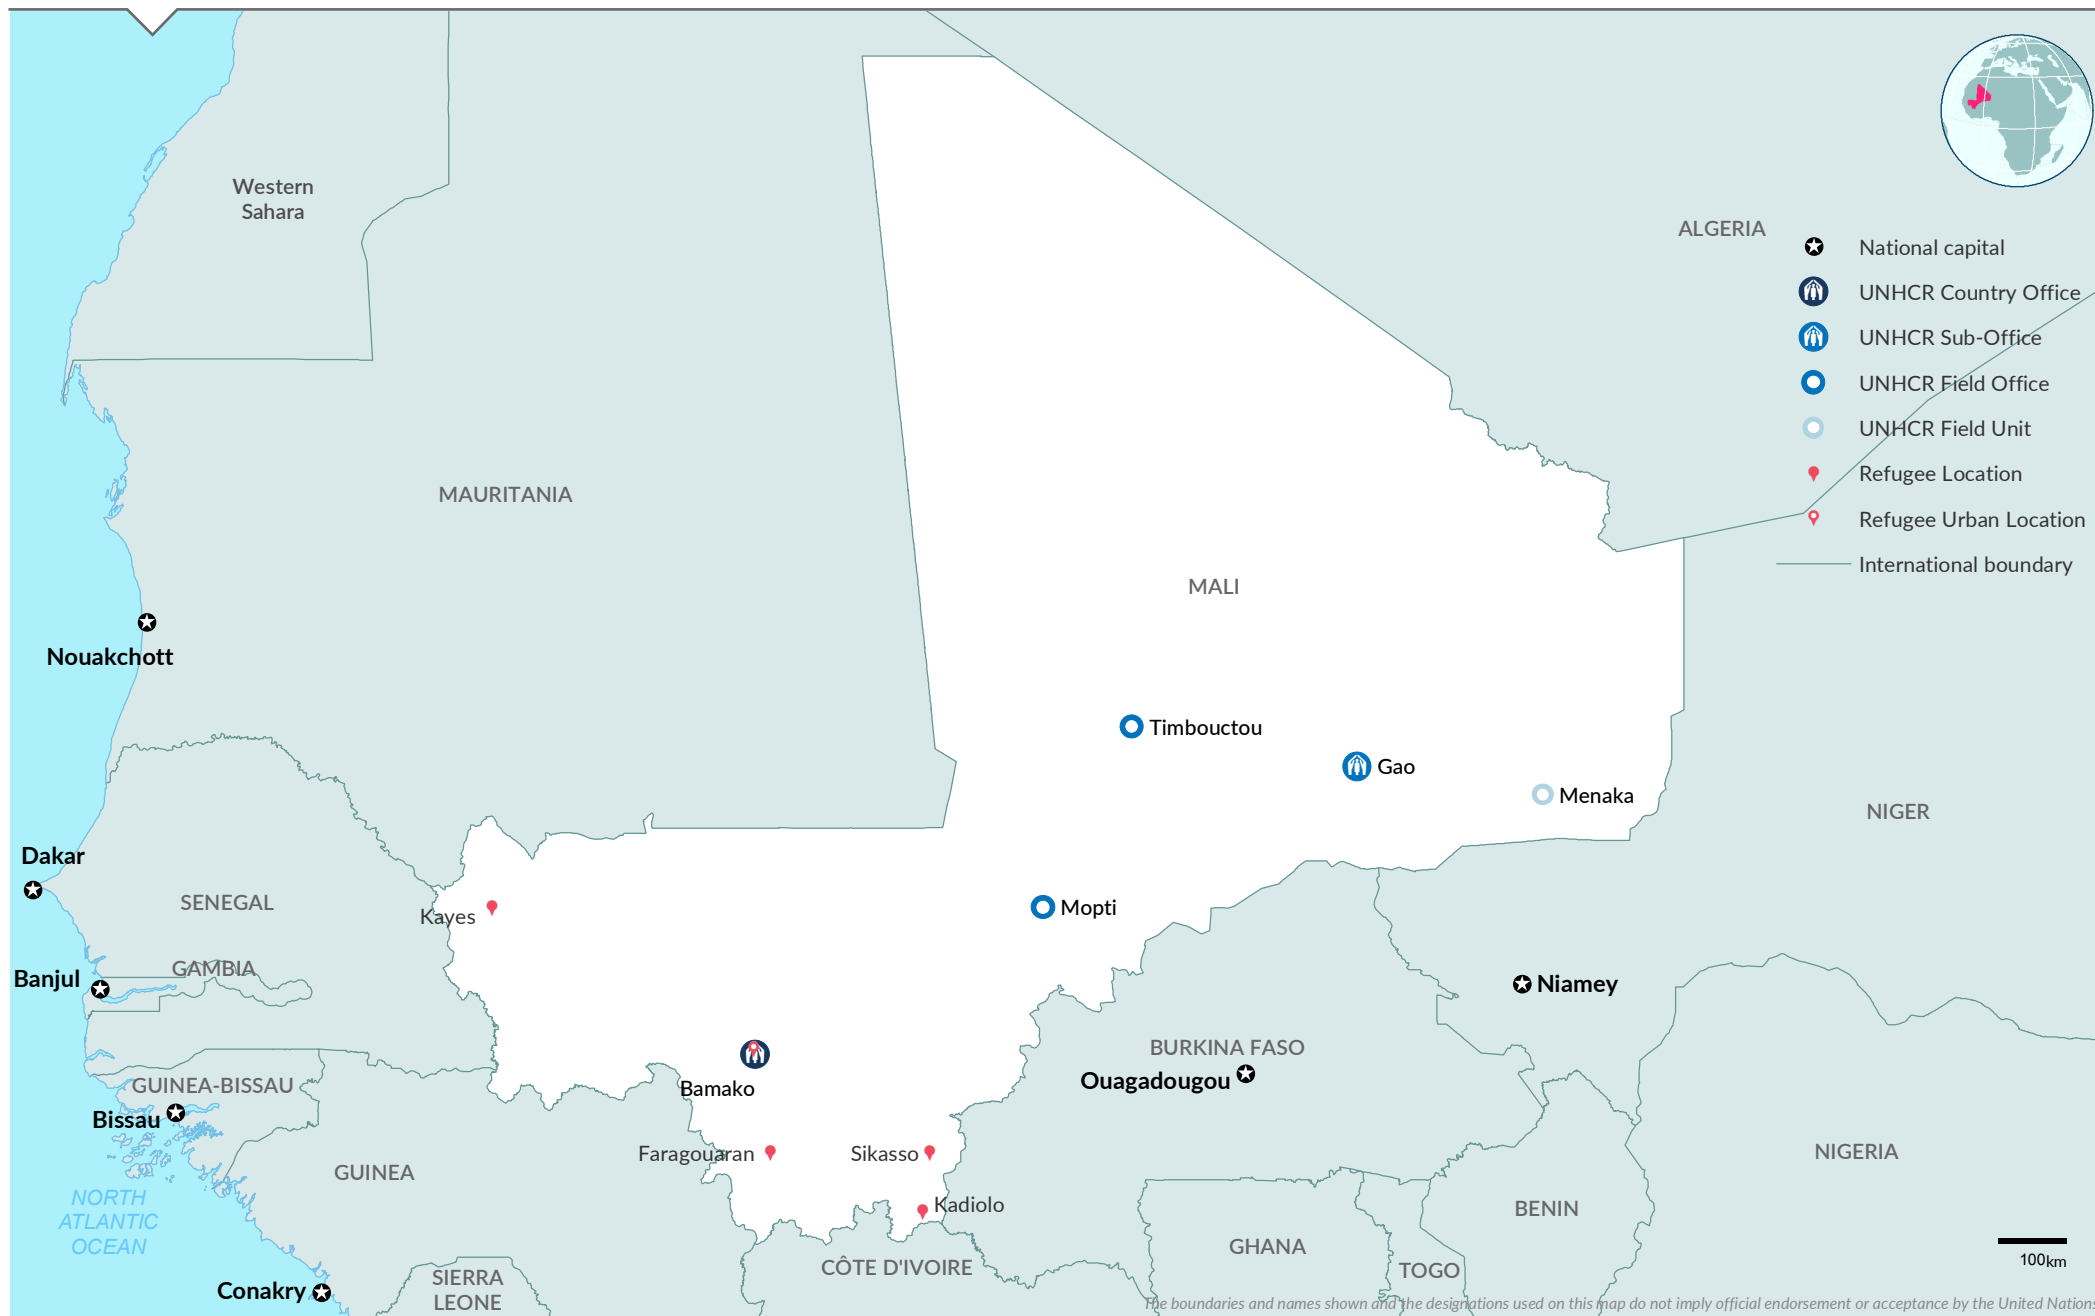 Western
Sahara
ALGERIA
National capital
UNHCR Country Office
UNHCR Sub-Office
UNHCR Field Office
UNHCR Field Unit
Refugee Location
Refugee Urban Location
International boundary
MAURITANIA
MALI
Nouakchott
Timbouctou
Gao
Menaka
NIGER
Dakar
SENEGAL
Kayes
Mopti
GAMBIA
Banjul
Niamey
BURKINA FASO
Ouagadougou
GUINEA-BISSAU
Bissau
Bamako
Faragouaran
Sikasso
NIGERIA
GUINEA
NORTH
ATLANTIC
OCEAN
Kadiolo
BENIN
GHANA
TOGO
CÔTE D'IVOIRE
SIERRA
LEONE
Conakry
100km
The boundaries and names shown and the designations used on this map do not imply official endorsement or acceptance by the United Nation